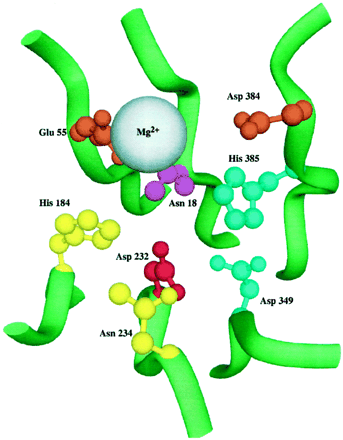 Asp 384
Glu 55
Mg²⁺
His 385
His 184
Asn 18
Asp 232
Asp 349
Asn 234